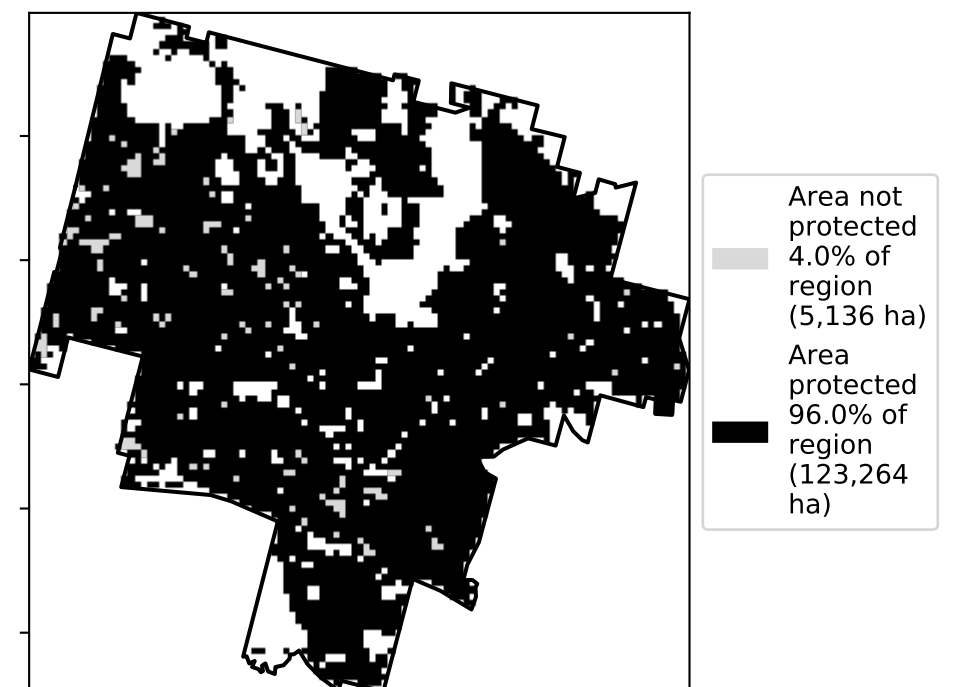 Area not
protected
4.0% of
region
(5,136 ha)
Area
protected
96.0% of
region
(123,264
ha)